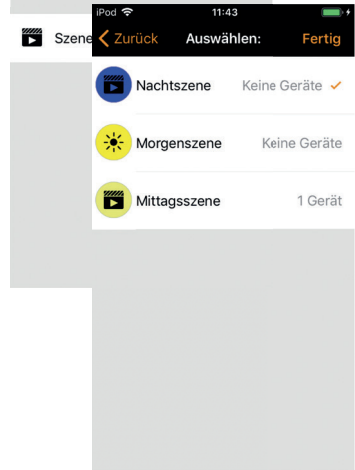 iPod 11:43
Szene
Zurück Auswählen: Fertig
Nachtszene Keine Geräte
Morgenszene Keine Geräte
Mittagsszene 1 Gerät